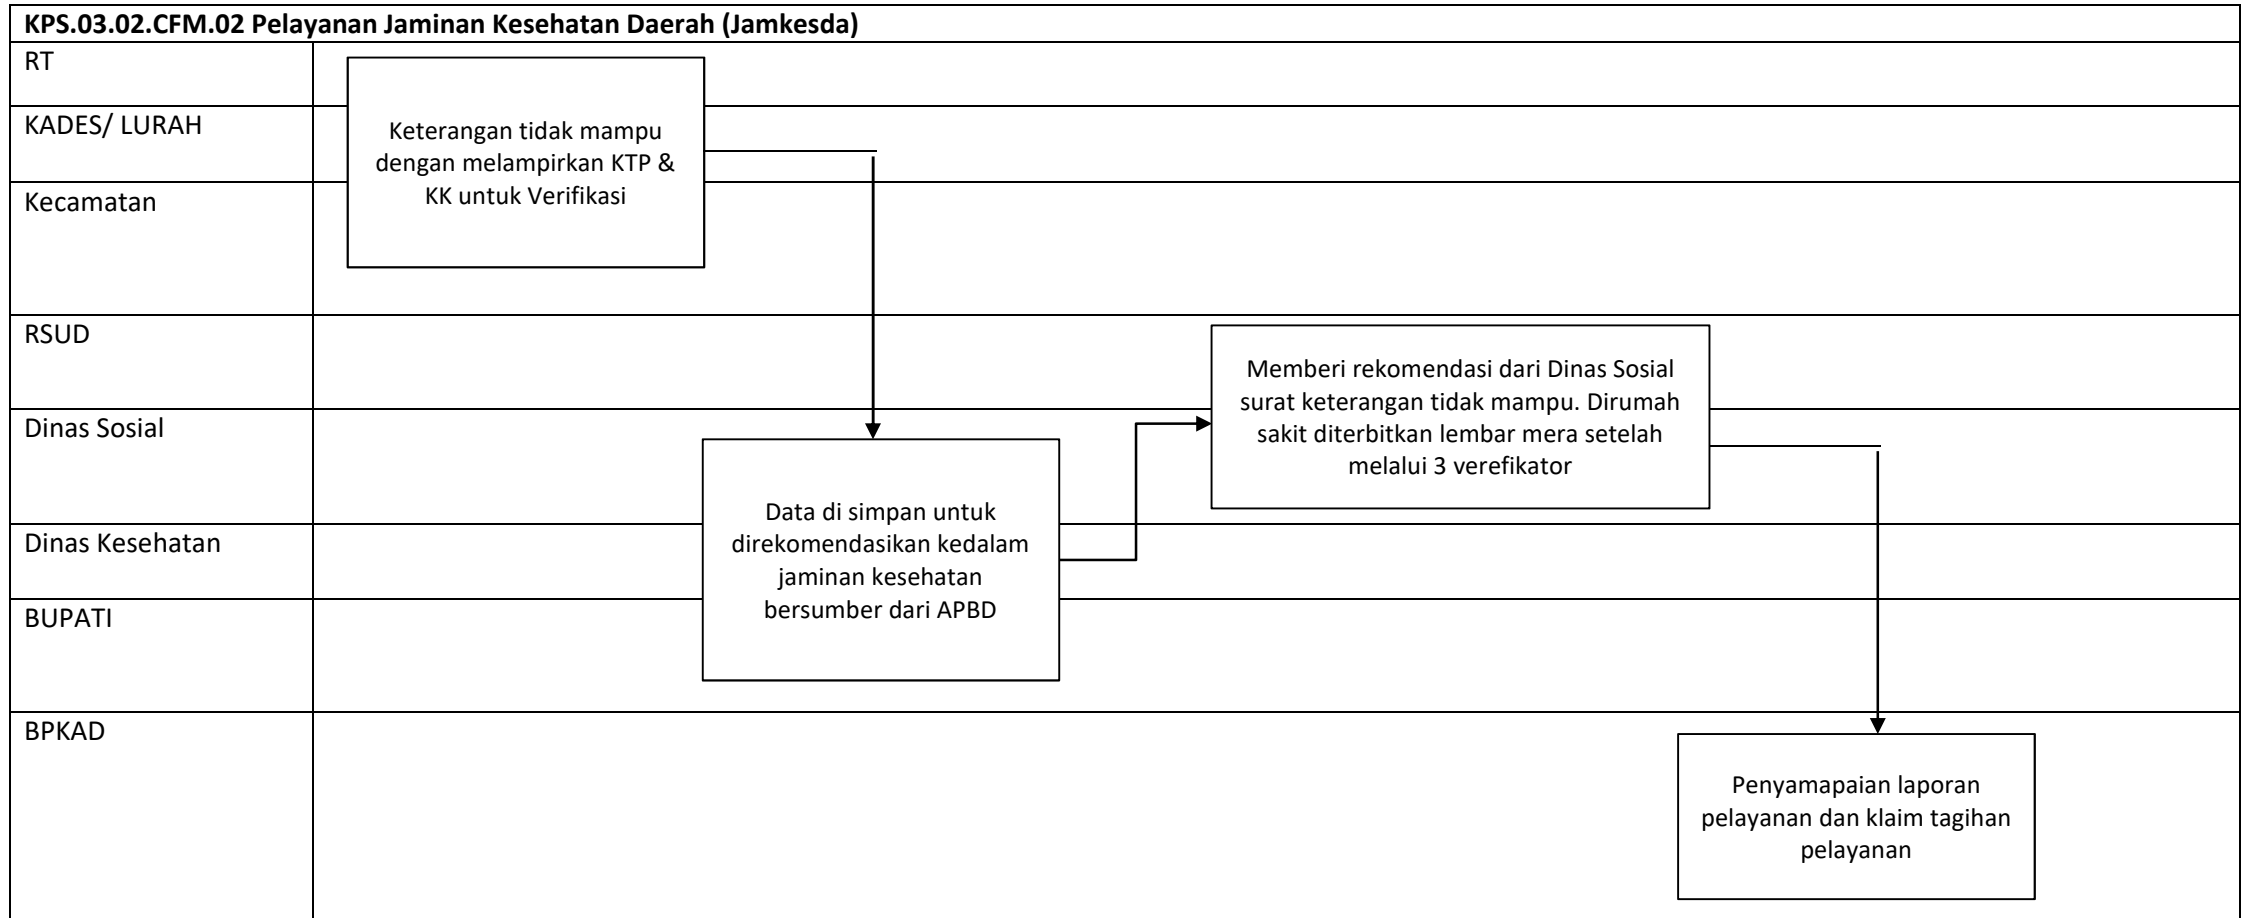 KPS.03.02.CFM.02 Pelayanan Jaminan Kesehatan Daerah (Jamkesda)
RT
KADES/ LURAH
Kecamatan
Keterangan tidak mampu
dengan melampirkan KTP &
KK untuk Verifikasi
RSUD
Memberi rekomendasi dari Dinas Sosial
surat keterangan tidak mampu. Dirumah
sakit diterbitkan lembar mera setelah
melalui 3 verefikator
Dinas Sosial
Data di simpan untuk
direkomendasikan kedalam
jaminan kesehatan
bersumber dari APBD
Dinas Kesehatan
BUPATI
BPKAD
Penyamapaian laporan
pelayanan dan klaim tagihan
pelayanan